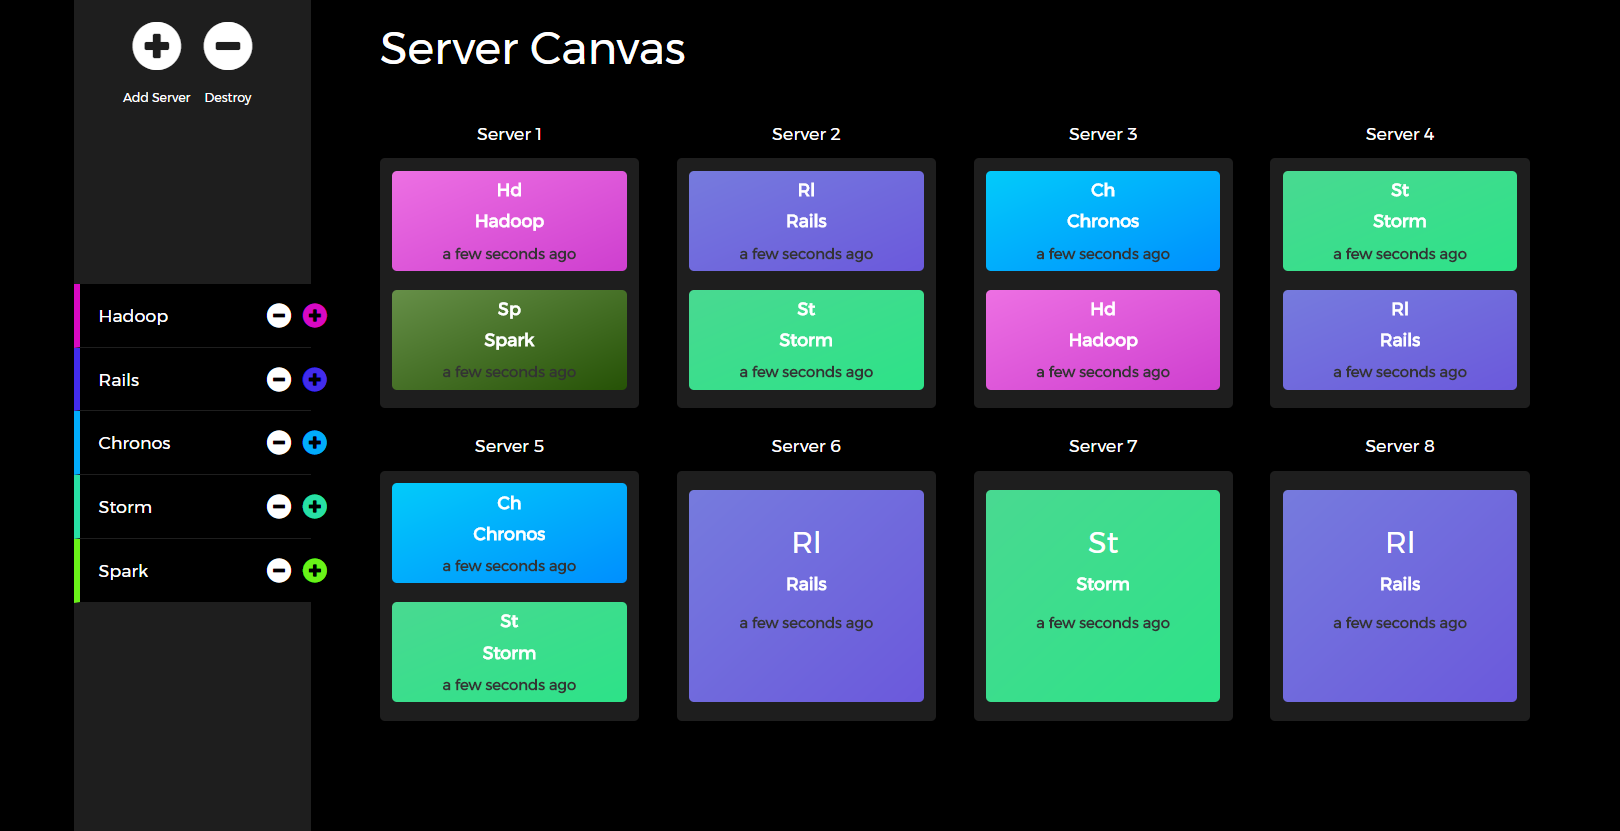 Add Server
Destroy
Hadoop
Rails
Chronos
Storm
Spark
Server Canvas
Server 1
Hd
Hadoop
a few seconds ago
Sp
Spark
a few seconds ago
Server 2
Rl
Rails
a few seconds ago
St
Storm
a few seconds ago
Server 3
Ch
Chronos
a few seconds ago
Hd
Hadoop
a few seconds ago
Server 4
St
Storm
a few seconds ago
Rl
Rails
a few seconds ago
Server 5
Ch
Chronos
a few seconds ago
St
Storm
a few seconds ago
Server 6
Rl
Rails
a few seconds ago
Server 7
St
Storm
a few seconds ago
Server 8
Rl
Rails
a few seconds ago